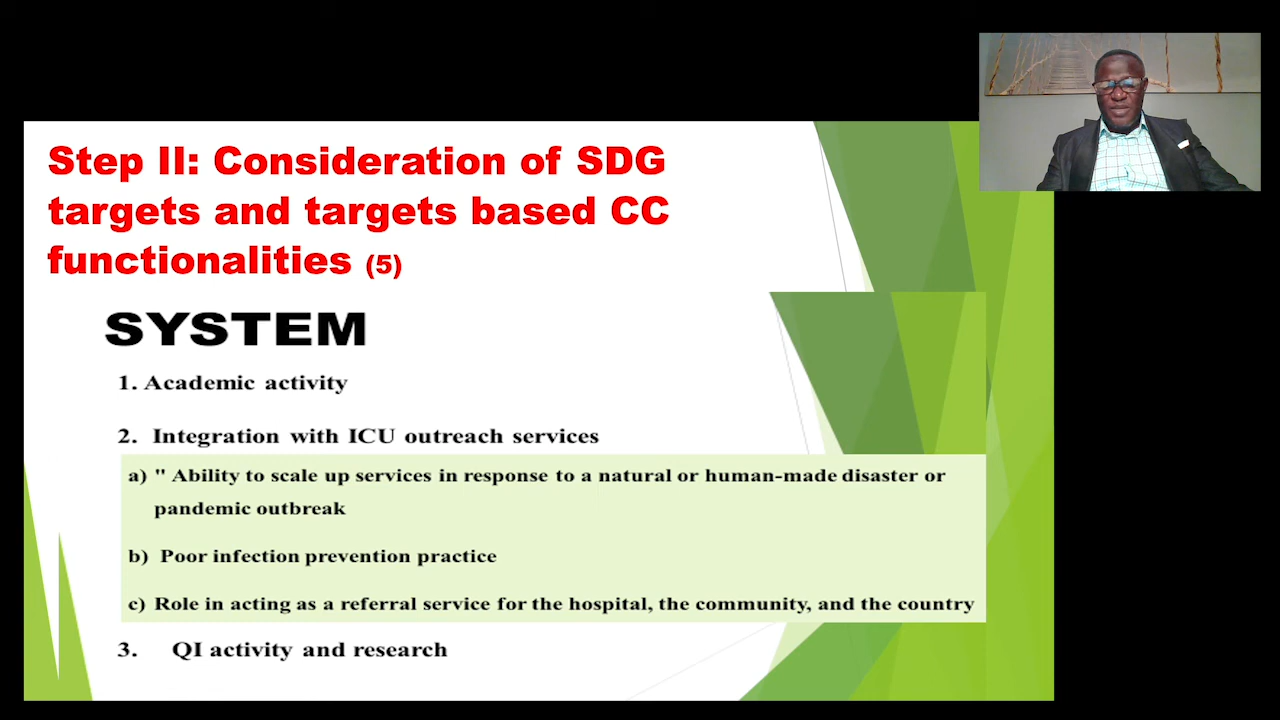 Step II: Consideration of SDG
targets and targets based CC
functionalities (5)
SYSTEM
1. Academic activity
2. Integration with ICU outreach services
a) " Ability to scale up services in response to a natural or human-made disaster or
pandemic outbreak
b) Poor infection prevention practice
c) Role in acting as a referral service for the hospital, the community, and the country
3. QI activity and research